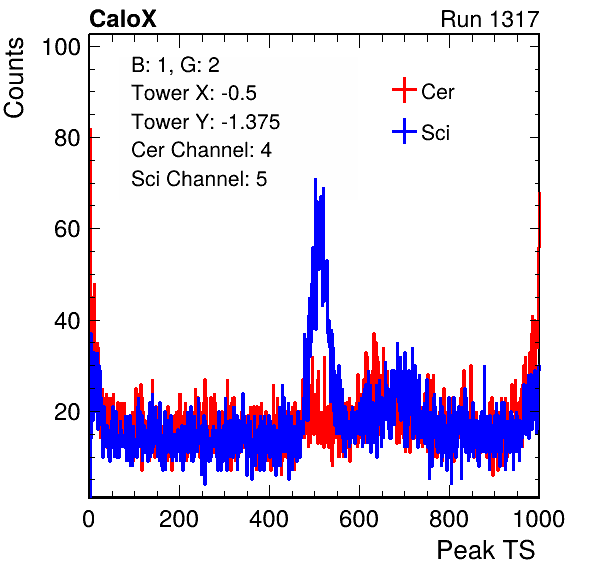 CaloX Run 1317
Counts
100
80
60
40
20
B: 1, G: 2
Tower X: -0.5
Tower Y: -1.375
Cer Channel: 4
Sci Channel: 5
Cer
Sci
0 200 400 600 800 1000
Peak TS